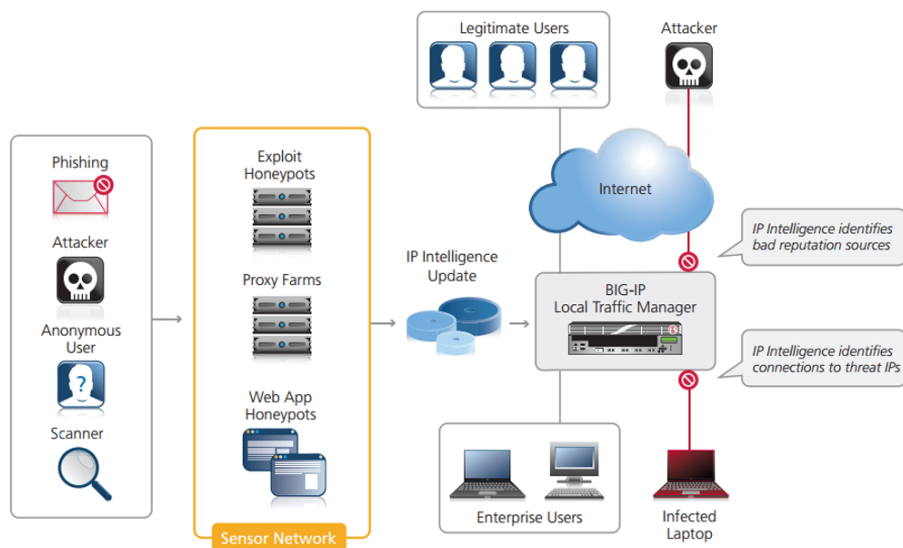 Legitimate Users
Attacker
Phishing
Attacker
Anonymous
User
?
Scanner
Exploit
Honeypots
Proxy Farms
Web App
Honeypots
Sensor Network
IP Intelligence
Update
Internet
IP Intelligence identifies
bad reputation sources
BIG-IP
Local Traffic Manager
IP Intelligence identifies
connections to threat IPs
Enterprise Users
Infected
Laptop